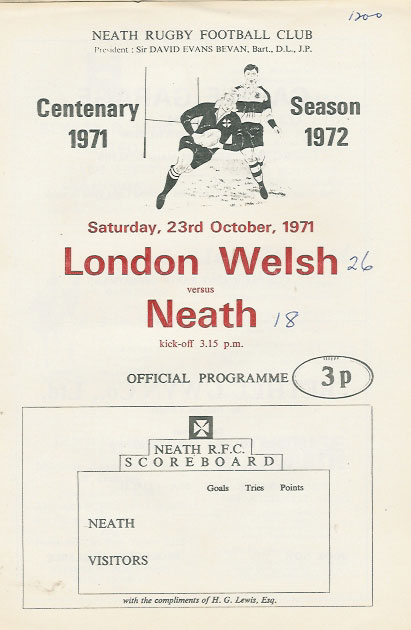 1200
NEATH RUGBY FOOTBALL CLUB
President : Sir DAVID EVANS BEVAN, Bart., D.L., J.P.
Centenary 1971
Season 1972
Saturday, 23rd October, 1971
London Welsh 26
versus
Neath 18
kick-off 3.15 p.m.
OFFICIAL PROGRAMME 3p
NEATH R.F.C.
SCOREBOARD
Goals Tries Points
NEATH
VISITORS
with the compliments of H. G. Lewis, Esq.